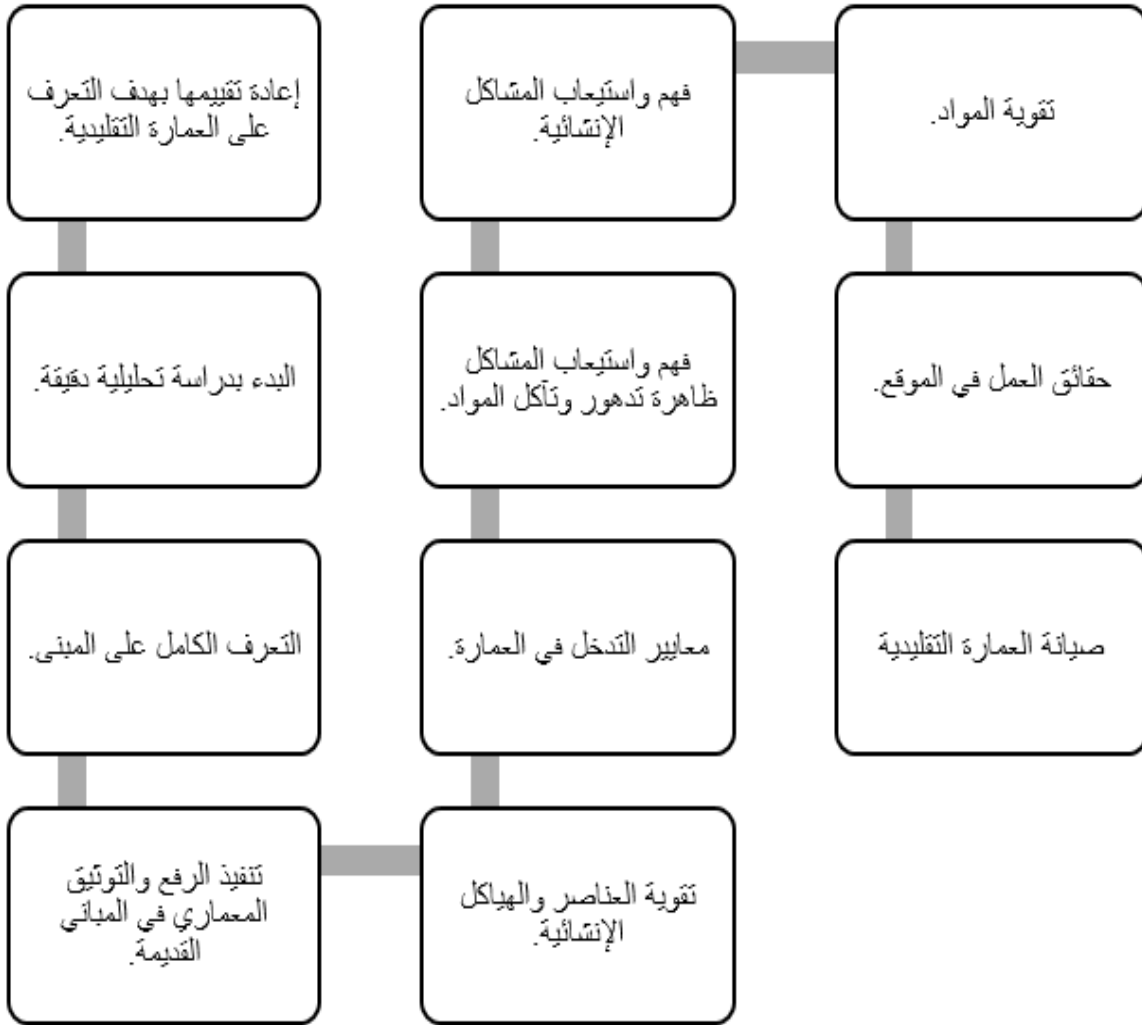 إعادة تقييمها بهدف التعرف
على العمارة التقليدية.
البدء بدراسة تحليلية دقيقة.
التعرف الكامل على المبنى.
تنفيذ الرفع والتوثيق
المعماري في المباني
القديمة.
تقوية العناصر والهياكل
الإنشائية.
معايير التدخل في العمارة.
فهم واستيعاب المشاكل
ظاهرة تدهور وتآكل المواد.
فهم واستيعاب المشاكل
الإنشائية.
تقوية المواد.
حقائق العمل في الموقع.
صيانة العمارة التقليدية